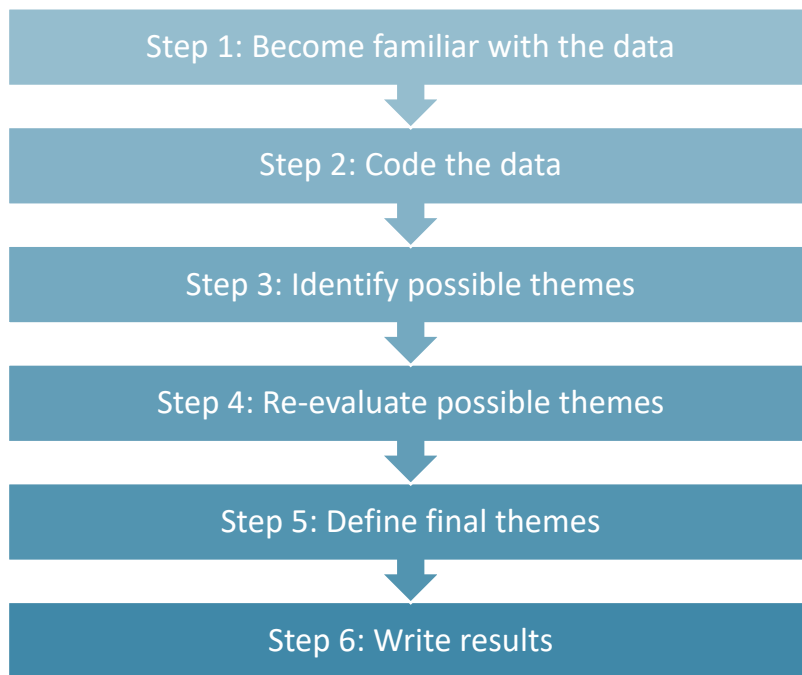 Step 1: Become familiar with the data
Step 2: Code the data
Step 3: Identify possible themes
Step 4: Re-evaluate possible themes
Step 5: Define final themes
Step 6: Write results